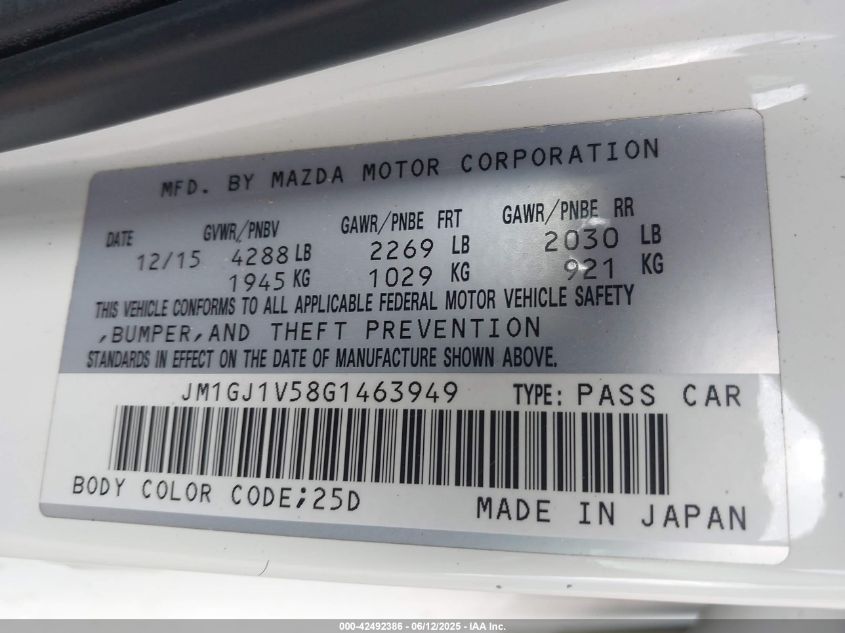 MFD. BY MAZDA MOTOR CORPORATION
DATE GVWR/PNBV GAWR/PNBE FRT GAWR/PNBE RR
12/15 4288 LB 2269 LB 2030 LB
1945 KG 1029 KG 921 KG
THIS VEHICLE CONFORMS TO ALL APPLICABLE FEDERAL MOTOR VEHICLE SAFETY
,BUMPER,AND THEFT PREVENTION
STANDARDS IN EFFECT ON THE DATE OF MANUFACTURE SHOWN ABOVE.
JM1GJ1V58G1463949 TYPE: PASS CAR
BODY COLOR CODE;25D MADE IN JAPAN
000-42492386 - 06/12/2025 - IAA Inc.